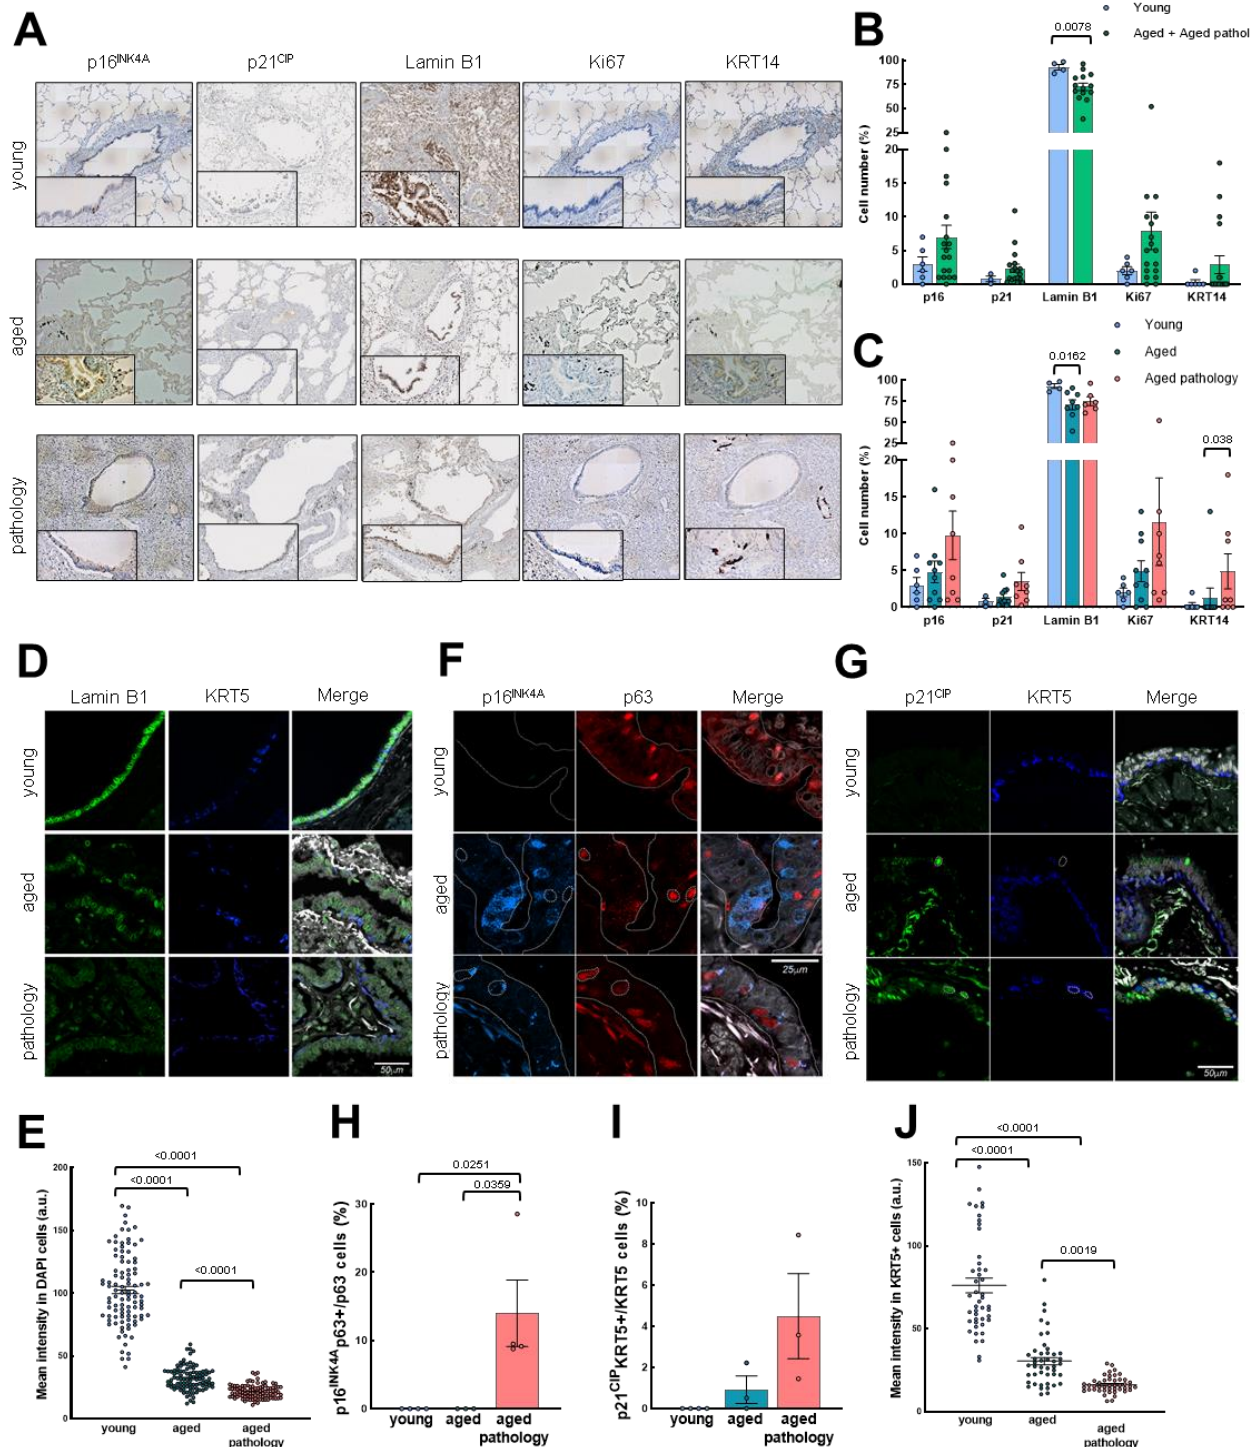 A
p16INK4A
p21CIP
Lamin B1
Ki67
KRT14
young
aged
pathology
B
Young
Aged + Aged pathol
0.0078
Cell number (%)
100
75
50
25
20
15
10
5
0
p16
p21
Lamin B1
Ki67
KRT14
C
Young
Aged
Aged pathology
0.0162
0.038
Cell number (%)
100
75
50
25
20
15
10
5
0
p16
p21
Lamin B1
Ki67
KRT14
D
Lamin B1
KRT5
Merge
young
aged
pathology
50µm
F
p16INK4A
p63
Merge
young
aged
pathology
25µm
G
p21CIP
KRT5
Merge
young
aged
pathology
50µm
E
<0.0001
<0.0001
<0.0001
Mean intensity in DAPI cells (a.u.)
200
150
100
50
0
young
aged
aged
pathology
H
0.0251
0.0359
p16INK4Ap63+/p63 cells (%)
30
20
10
0
young
aged
aged
pathology
I
p21CIPKRT5+/KRT5 cells (%)
10
8
6
4
2
0
young
aged
aged
pathology
J
<0.0001
<0.0001
0.0019
Mean intensity in KRT5+ cells (a.u.)
150
100
50
0
young
aged
aged
pathology